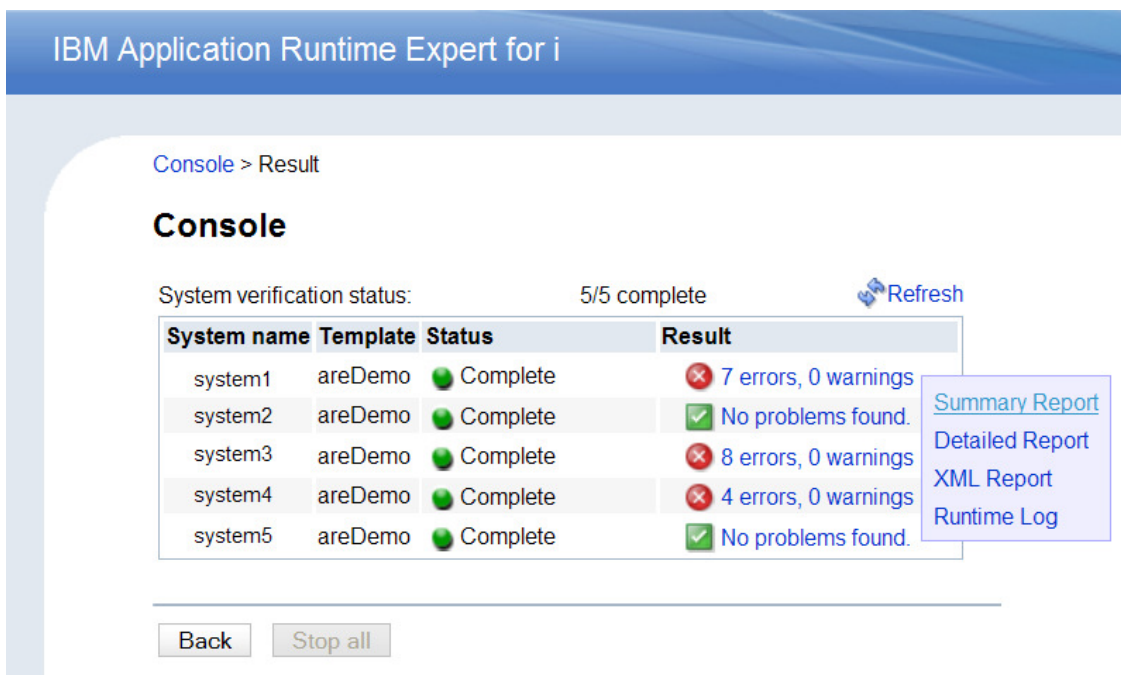 IBM Application Runtime Expert for i
Console > Result
Console
System verification status: 5/5 complete Refresh
System name Template Status Result
system1 areDemo Complete 7 errors, 0 warnings
system2 areDemo Complete No problems found.
system3 areDemo Complete 8 errors, 0 warnings
system4 areDemo Complete 4 errors, 0 warnings
system5 areDemo Complete No problems found.
Summary Report
Detailed Report
XML Report
Runtime Log
Back Stop all